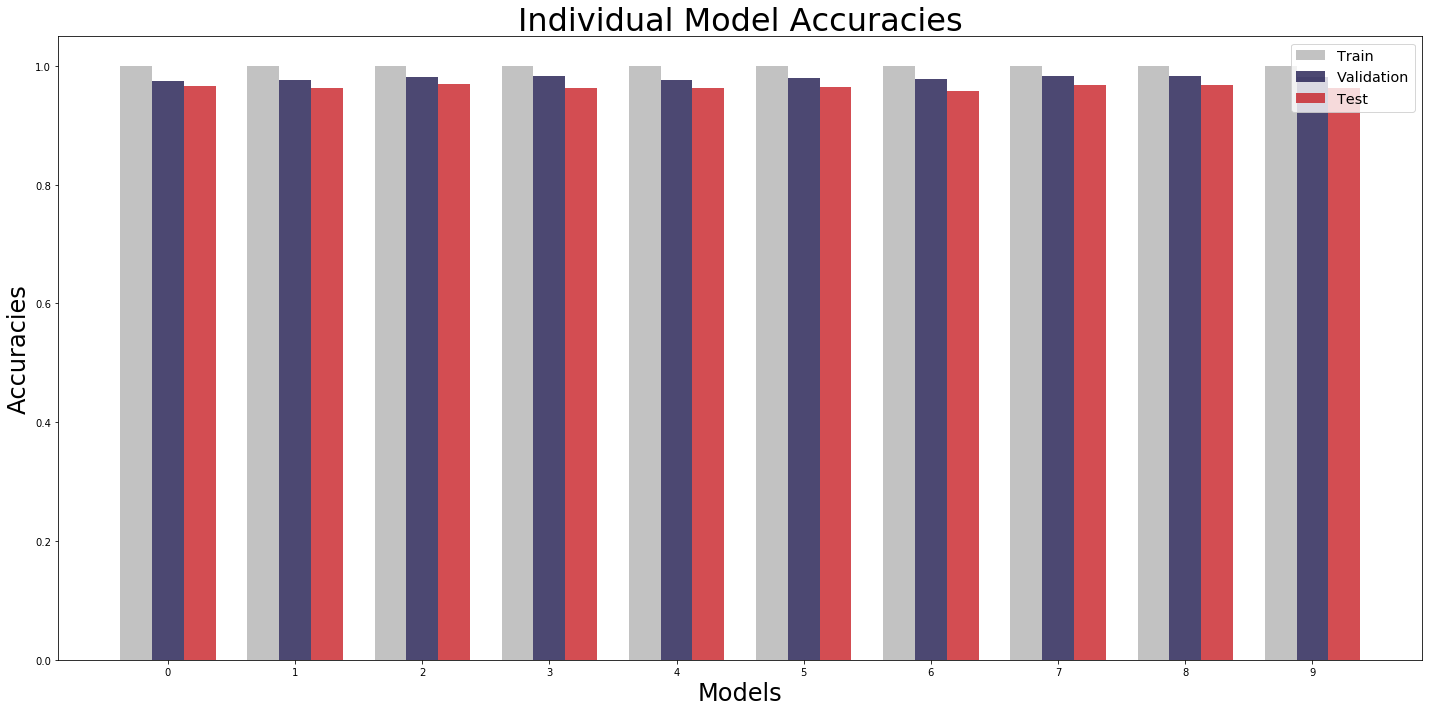 Individual Model Accuracies
Train
Validation
Test
Accuracies
1.0
0.8
0.6
0.4
0.2
0.0
0 1 2 3 4 5 6 7 8 9
Models